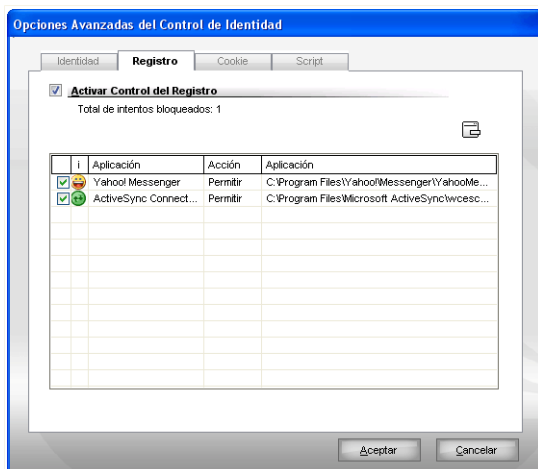 Opciones Avanzadas del Control de Identidad
Identidad Registro Cookie Script
Activar Control del Registro
Total de intentos bloqueados: 1
i Aplicación Acción Aplicación
Yahoo! Messenger Permitir C:\Program Files\Yahoo!\Messenger\YahooMe...
ActiveSync Connect... Permitir C:\Program Files\Microsoft ActiveSync\wcesc...
Aceptar Cancelar